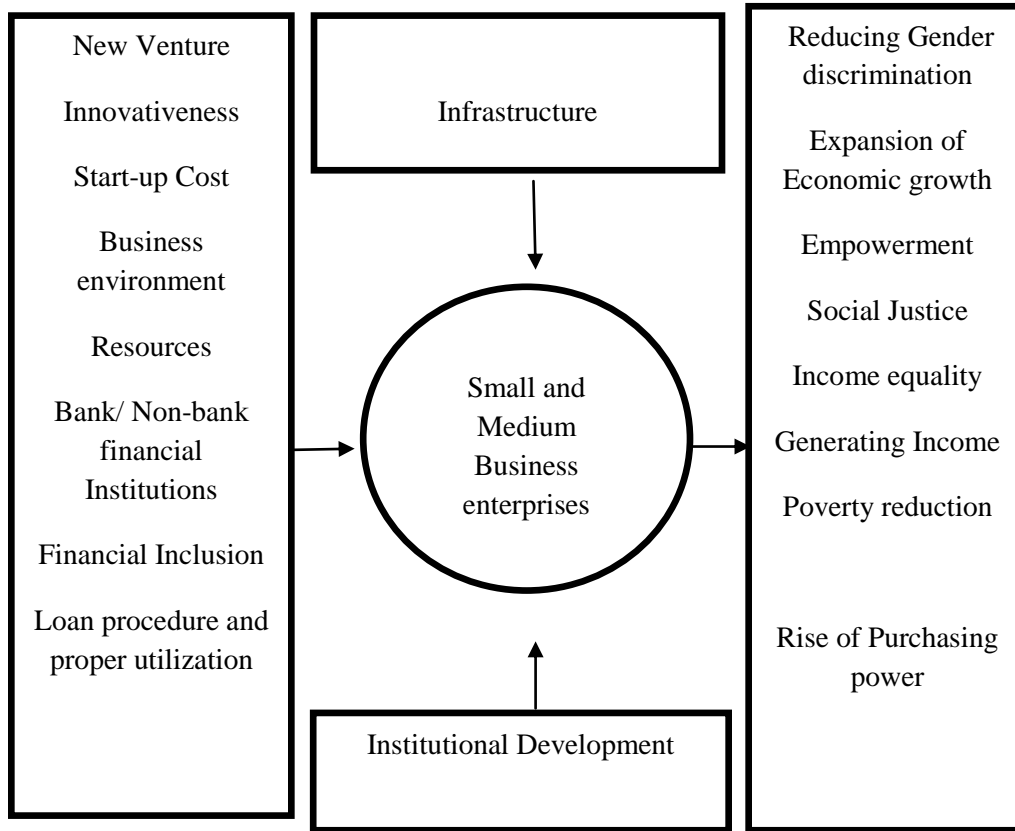 New Venture
Innovativeness
Start-up Cost
Business
environment
Resources
Bank/ Non-bank
financial
Institutions
Financial Inclusion
Loan procedure and
proper utilization
Infrastructure
Small and
Medium
Business
enterprises
Institutional Development
Reducing Gender
discrimination
Expansion of
Economic growth
Empowerment
Social Justice
Income equality
Generating Income
Poverty reduction
Rise of Purchasing
power